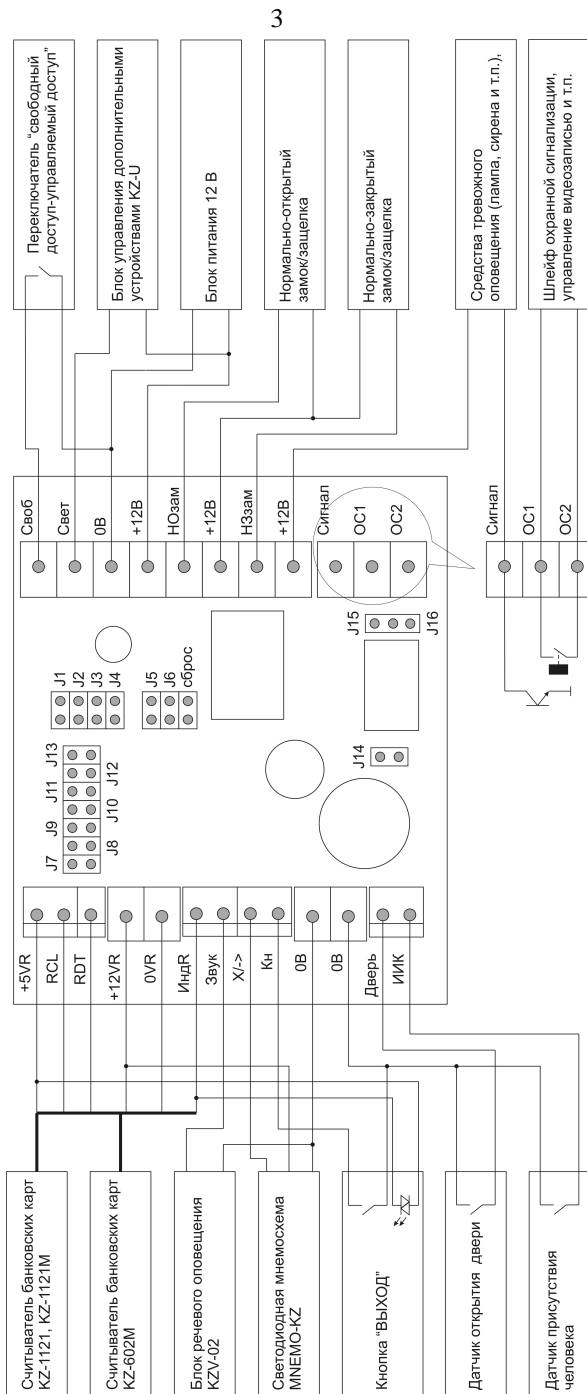 3
Переключатель “свободный
доступ-управляемый доступ”
Блок управления дополнительными
устройствами KZ-U
Блок питания 12 В
Нормально-открытый
замок/защелка
Нормально-закрытый
замок/защелка
Средства тревожного
оповещения (лампа, сирена и т.п.),
Шлейф охранной сигнализации,
управление видеозаписью и т.п.
Своб
Свет
0В
+12В
НОзам
+12В
НЗзам
+12В
Сигнал
ОС1
ОС2
Сигнал
ОС1
ОС2
J1
J2
J3
J4
J5
J6
сброс
J15
J16
J13
J11
J9
J7
J12
J10
J8
J14
+5VR
RCL
RDT
+12VR
0VR
ИндR
Звук
X/->
Кн
0В
0В
Дверь
ИИК
Считыватель банковских карт
KZ-1121, KZ-1121M
Считыватель банковских карт
KZ-602M
Блок речевого оповещения
KZV-02
Светодиодная мнемосхема
MNEMO-KZ
Кнопка “ВЫХОД”
Датчик открытия двери
Датчик присутствия
человека